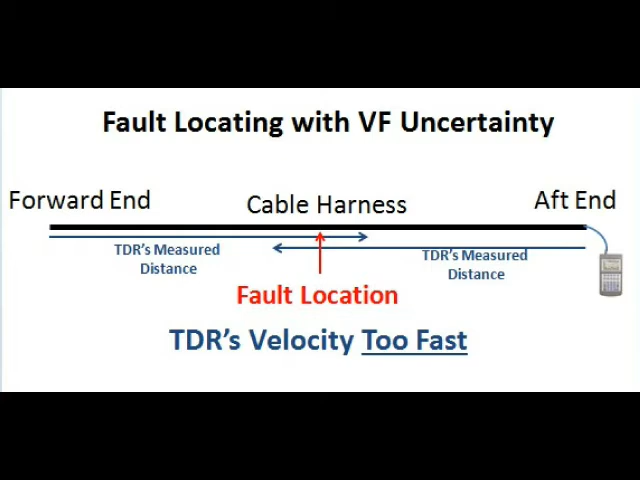 Fault Locating with VF Uncertainty
Forward End
Cable Harness
Aft End
TDR's Measured
Distance
TDR's Measured
Distance
Fault Location
TDR's Velocity Too Fast